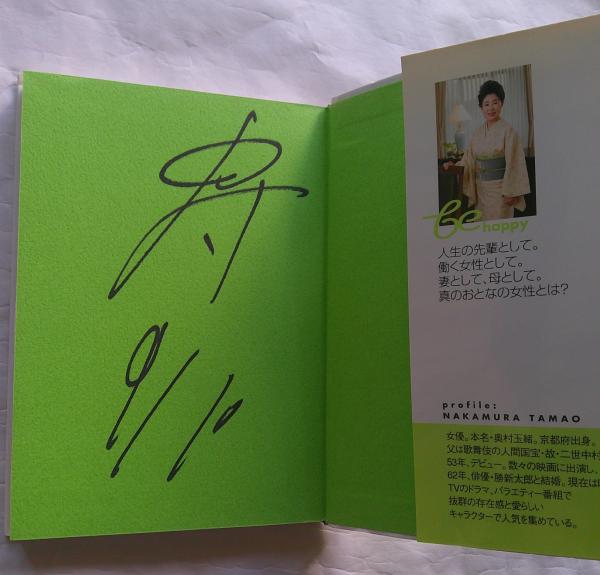 寿
9/10
Be happy
人生の先輩として。
働く女性として。
妻として、母として。
真のおとなの女性とは?
profile:
NAKAMURA TAMAO
女優。本名・奥村玉緒。京都府出身。
父は歌舞伎の人間国宝・故・二世中村
53年、デビュー。数々の映画に出演し、
62年、俳優・勝新太郎と結婚。現在は
TVのドラマ、バラエティー番組で
抜群の存在感と愛らしい
キャラクターで人気を集めている。